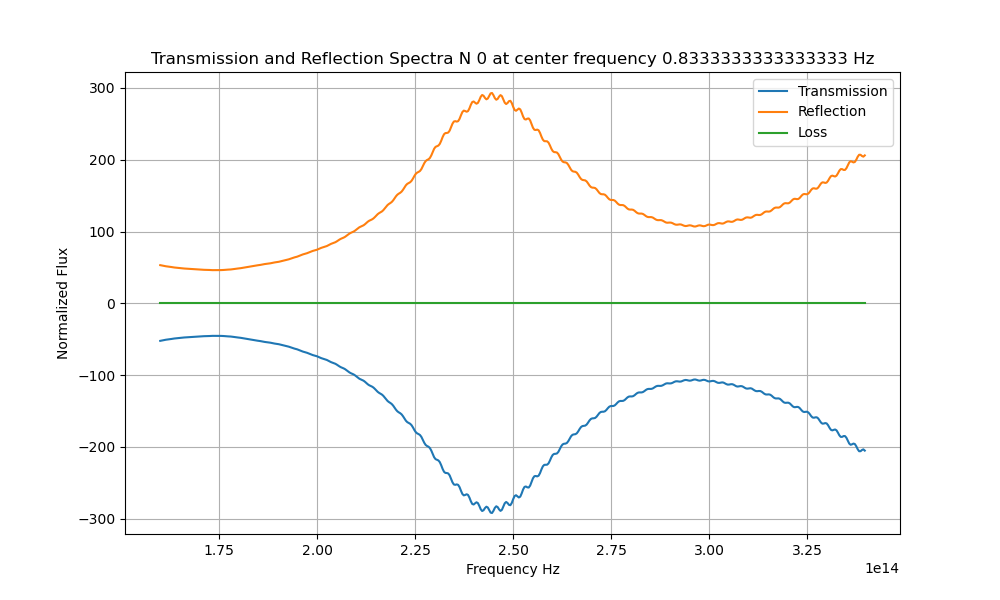 Transmission and Reflection Spectra N 0 at center frequency 0.8333333333333333 Hz
Transmission
Reflection
Loss
Normalized Flux
300
200
100
0
−100
−200
−300
1.75
2.00
2.25
2.50
2.75
3.00
3.25
1e14
Frequency Hz